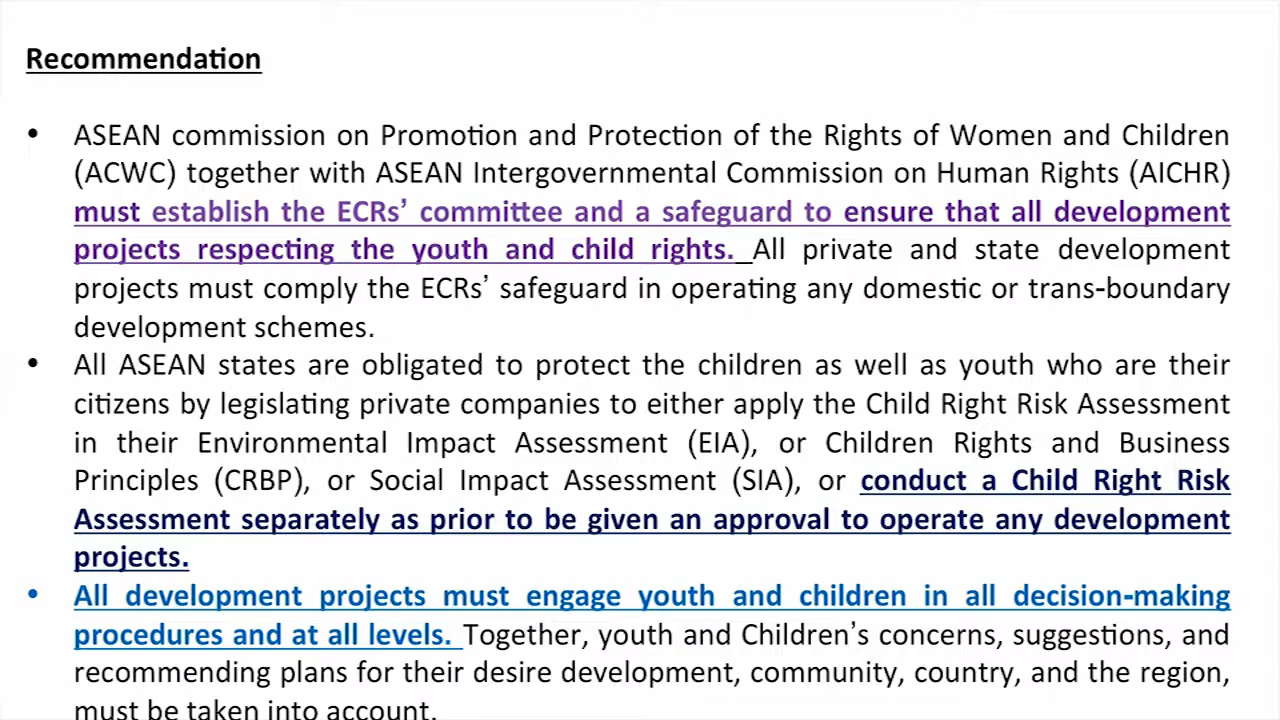 Recommendation
• ASEAN commission on Promotion and Protection of the Rights of Women and Children
(ACWC) together with ASEAN Intergovernmental Commission on Human Rights (AICHR)
must establish the ECRs’ committee and a safeguard to ensure that all development
projects respecting the youth and child rights. All private and state development
projects must comply the ECRs’ safeguard in operating any domestic or trans-boundary
development schemes.
• All ASEAN states are obligated to protect the children as well as youth who are their
citizens by legislating private companies to either apply the Child Right Risk Assessment
in their Environmental Impact Assessment (EIA), or Children Rights and Business
Principles (CRBP), or Social Impact Assessment (SIA), or conduct a Child Right Risk
Assessment separately as prior to be given an approval to operate any development
projects.
• All development projects must engage youth and children in all decision-making
procedures and at all levels. Together, youth and Children’s concerns, suggestions, and
recommending plans for their desire development, community, country, and the region,
must be taken into account.